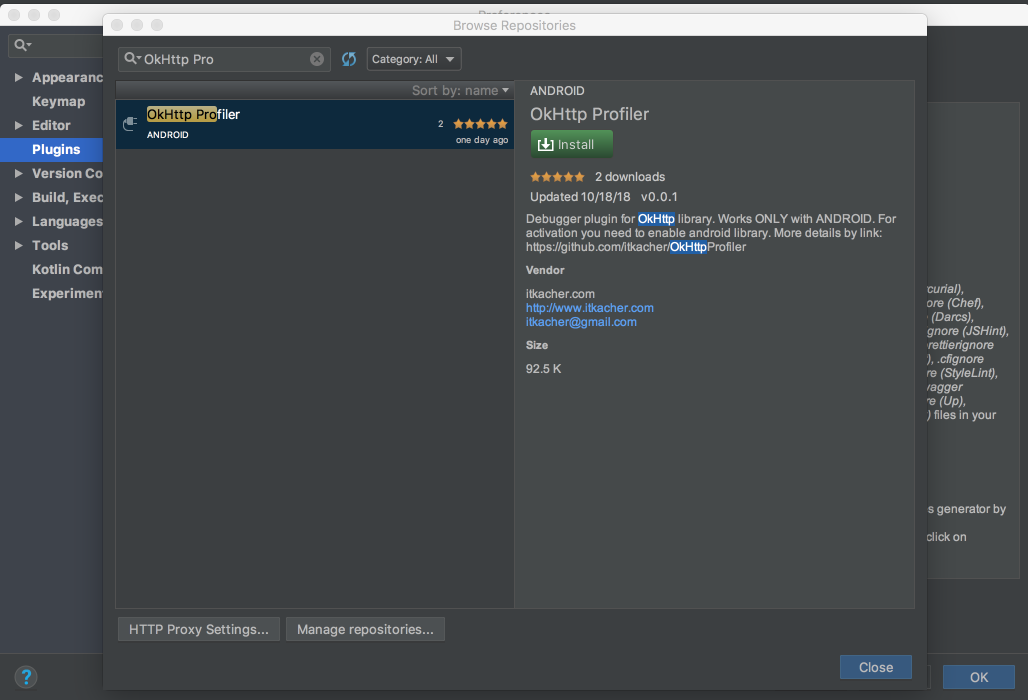 Preferences
Browse Repositories
OkHttp Pro
Category: All
Appearanc
Keymap
Editor
Plugins
Version Co
Build, Exec
Languages
Tools
Kotlin Com
Experimen
Sort by: name
OkHttp Profiler
ANDROID
2
one day ago
ANDROID
OkHttp Profiler
Install
2 downloads
Updated 10/18/18 v0.0.1
Debugger plugin for OkHttp library. Works ONLY with ANDROID. For
activation you need to enable android library. More details by link:
https://github.com/itkacher/OkHttpProfiler
Vendor
itkacher.com
http://www.itkacher.com
itkacher@gmail.com
Size
92.5 K
rcurial),
ore (Chef),
(Darcs),
gnore (JSHint),
rettierignore
), .cfignore
re (StyleLint),
wagger
re (Up),
) files in your
s generator by
click on
HTTP Proxy Settings...
Manage repositories...
Close
?
OK